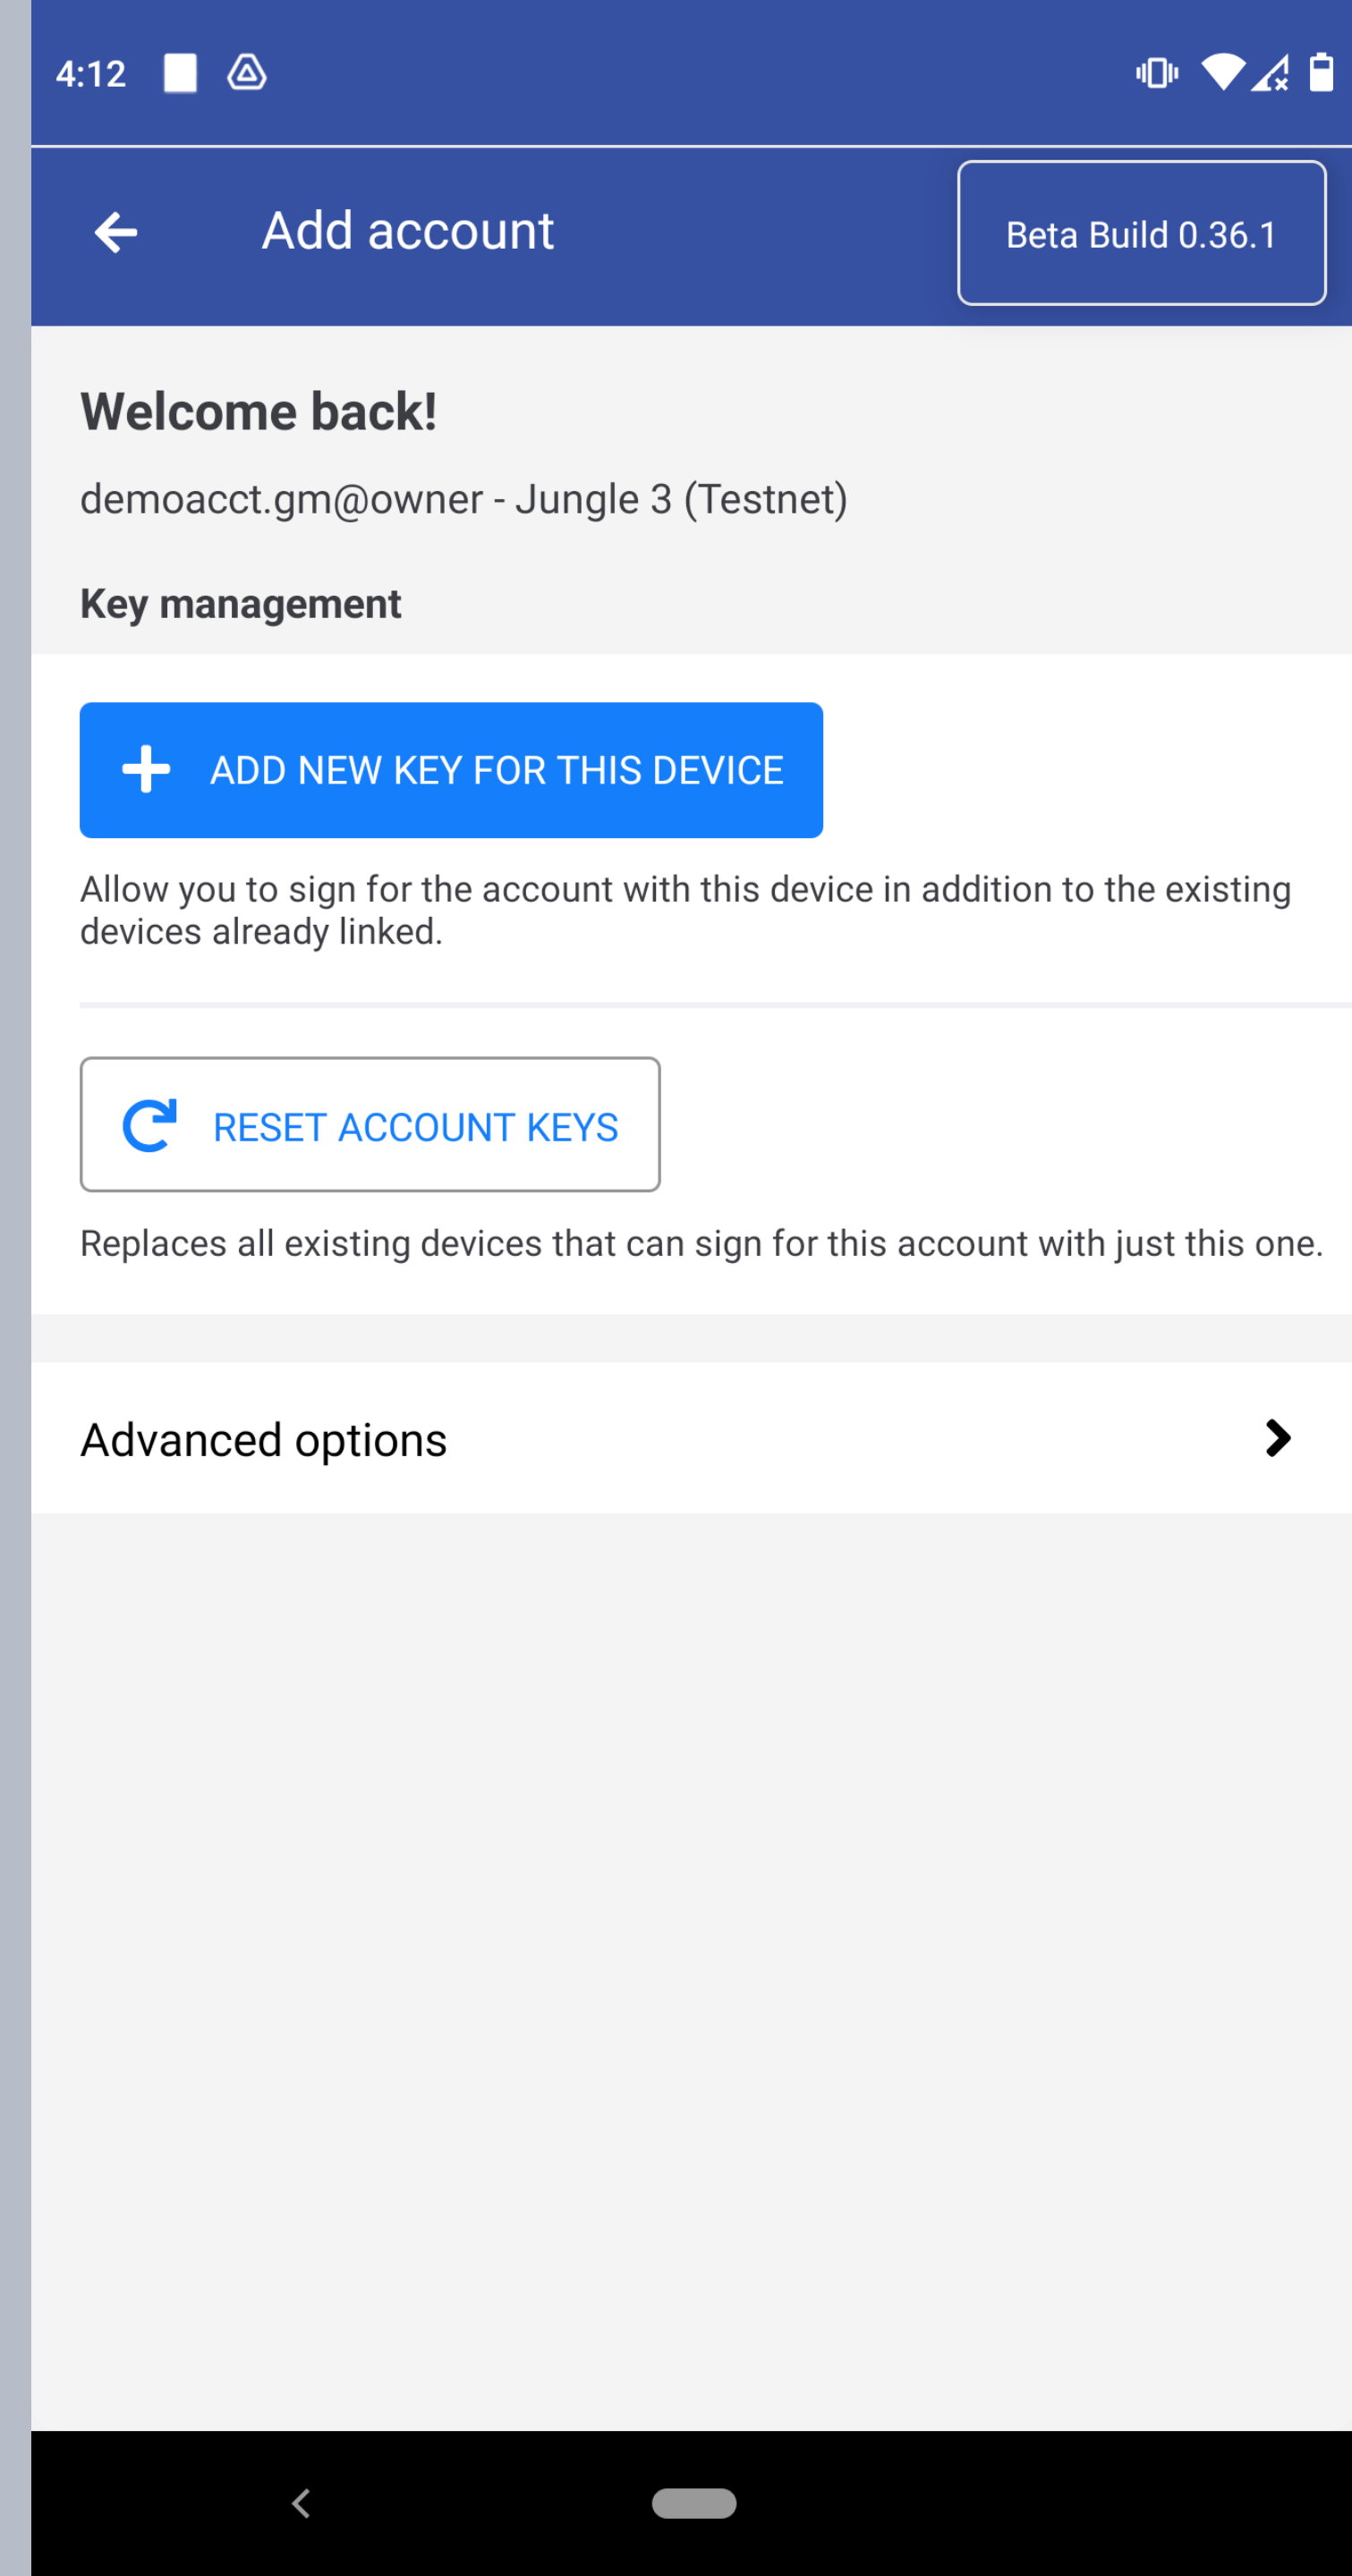 4:12
Add account
Beta Build 0.36.1
Welcome back!
demoacct.gm@owner - Jungle 3 (Testnet)
Key management
ADD NEW KEY FOR THIS DEVICE
Allow you to sign for the account with this device in addition to the existing
devices already linked.
RESET ACCOUNT KEYS
Replaces all existing devices that can sign for this account with just this one.
Advanced options